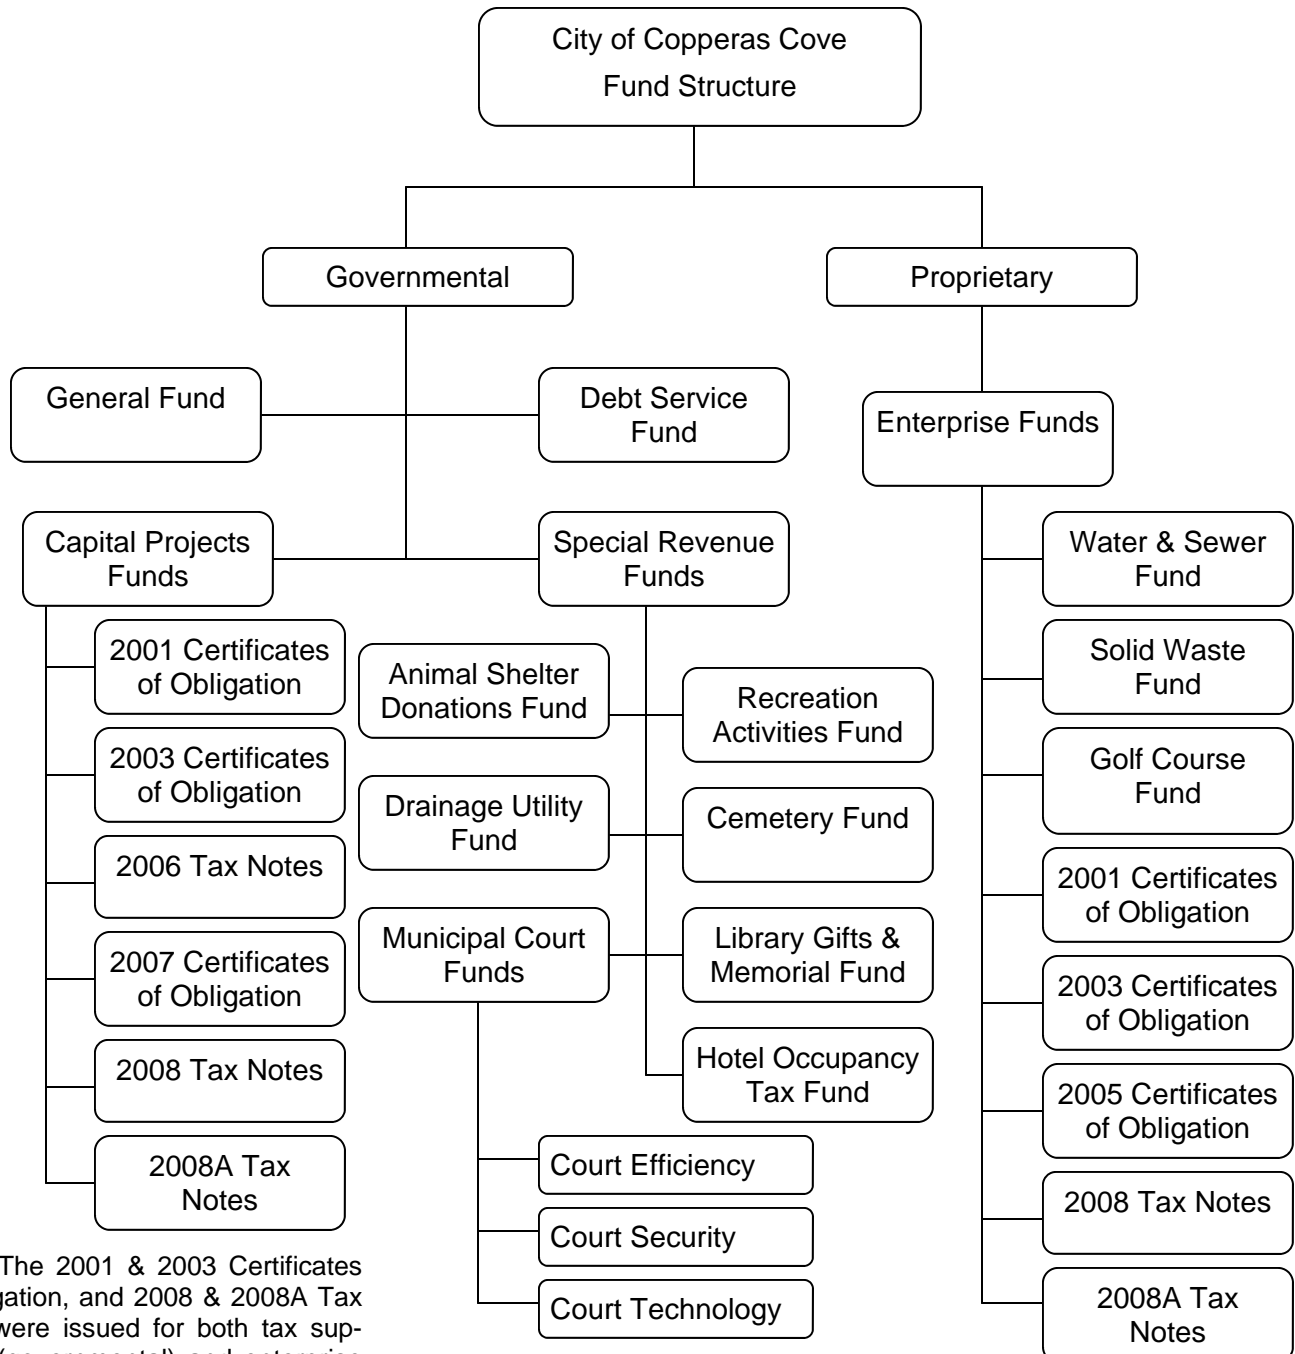 City of Copperas Cove
Fund Structure
Governmental
Proprietary
General Fund
Debt Service
Fund
Enterprise Funds
Capital Projects
Funds
Special Revenue
Funds
2001 Certificates
of Obligation
2003 Certificates
of Obligation
2006 Tax Notes
2007 Certificates
of Obligation
2008 Tax Notes
2008A Tax
Notes
Animal Shelter
Donations Fund
Recreation
Activities Fund
Drainage Utility
Fund
Cemetery Fund
Municipal Court
Funds
Library Gifts &
Memorial Fund
Hotel Occupancy
Tax Fund
Court Efficiency
Court Security
Court Technology
Water & Sewer
Fund
Solid Waste
Fund
Golf Course
Fund
2001 Certificates
of Obligation
2003 Certificates
of Obligation
2005 Certificates
of Obligation
2008 Tax Notes
2008A Tax
Notes
The 2001 & 2003 Certificates
gation, and 2008 & 2008A Tax
were issued for both tax sup-
(governmental) and enterprise